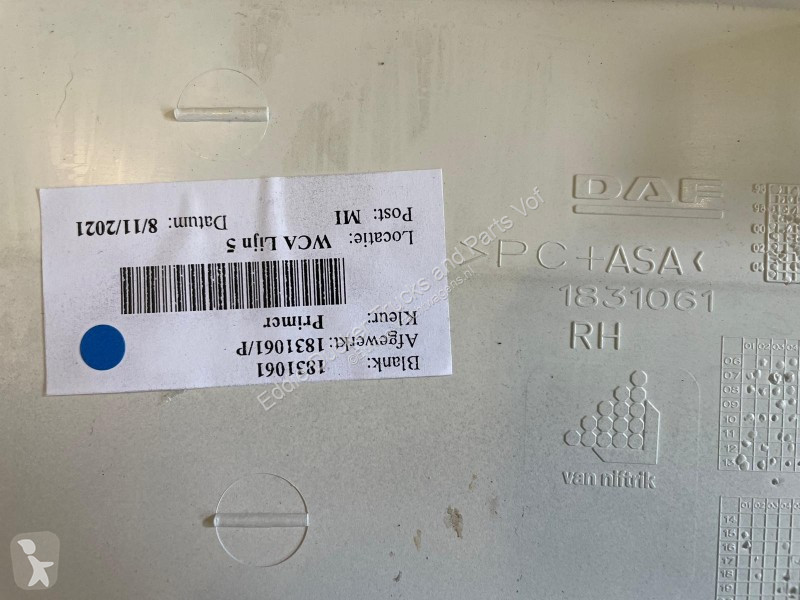 Blank: 1831061
Afgewerkt: 1831061/P
Kleur: Primer
Locatie: WCA Lijn 5
Post: MI Datum: 8/11/2021
DAF
>PC+ASA<
1831061
RH
van niftrik